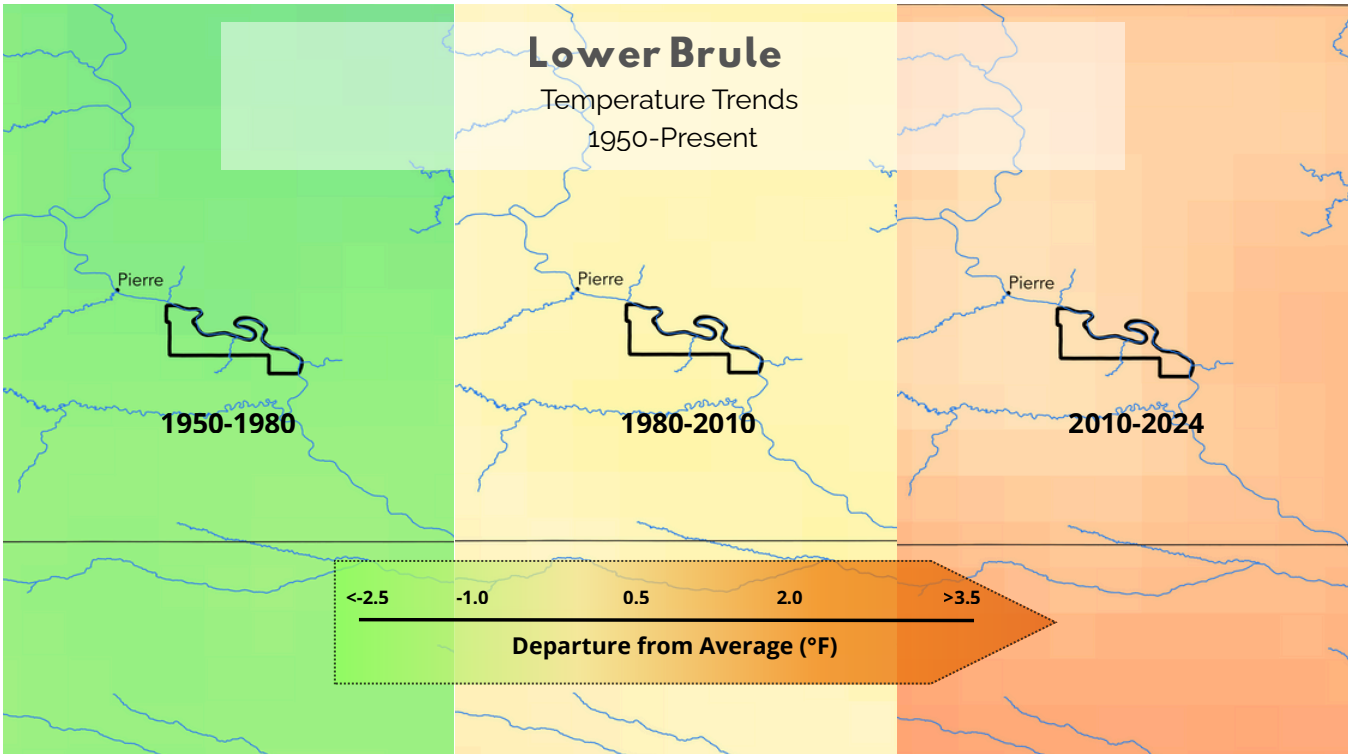 Lower Brule
Temperature Trends
1950-Present
Pierre
Pierre
Pierre
1950-1980
1980-2010
2010-2024
<-2.5 -1.0 0.5 2.0 >3.5
Departure from Average (°F)